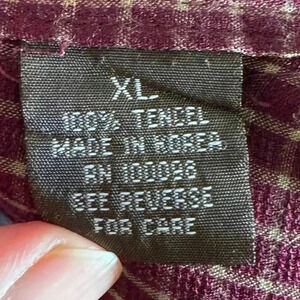 XL
100% TENCEL
MADE IN KOREA
RN 100098
SEE REVERSE
FOR CARE